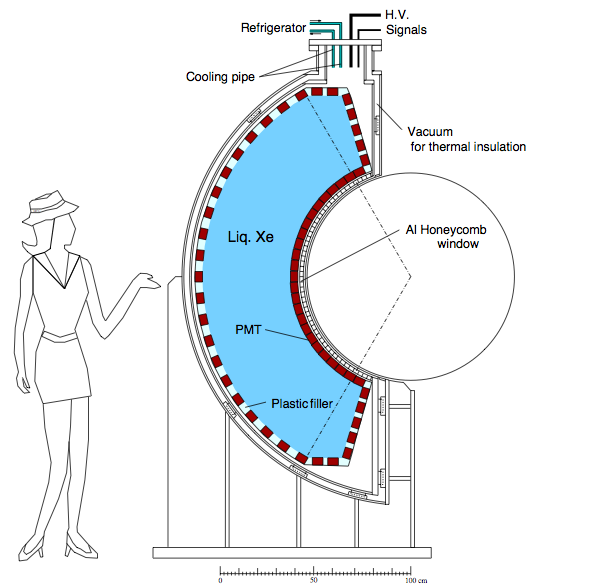 H.V.
Refrigerator
Signals
Cooling pipe
Vacuum
for thermal insulation
Al Honeycomb
window
Liq. Xe
PMT
Plastic filler
0
50
100 cm